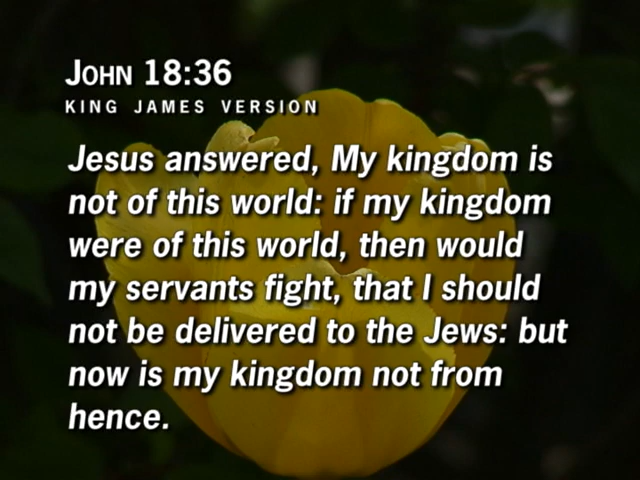 JOHN 18:36
KING JAMES VERSION
Jesus answered, My kingdom is
not of this world: if my kingdom
were of this world, then would
my servants fight, that I should
not be delivered to the Jews: but
now is my kingdom not from
hence.